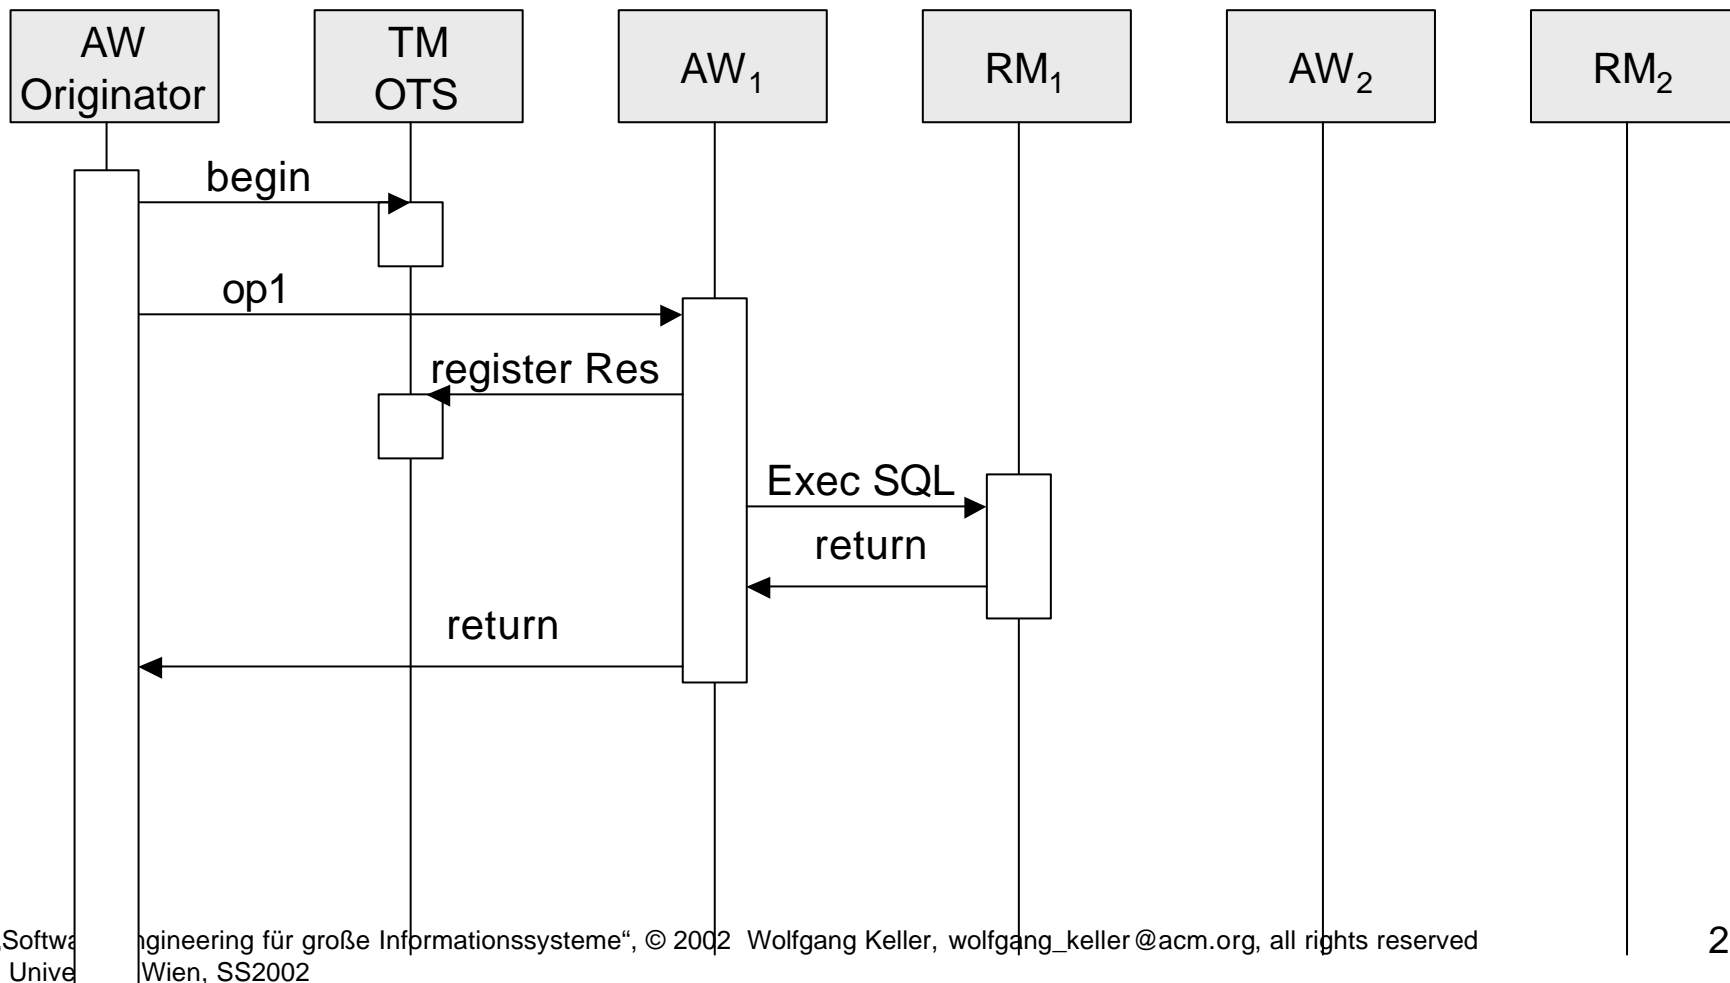 AW
Originator
TM
OTS
AW₁
RM₁
AW₂
RM₂
begin
op1
register Res
Exec SQL
return
return
große Informationssysteme“, © 2002 Wolfgang Keller, wolfgang_keller@acm.org, all rights reserved
für
2
Wien, SS2002